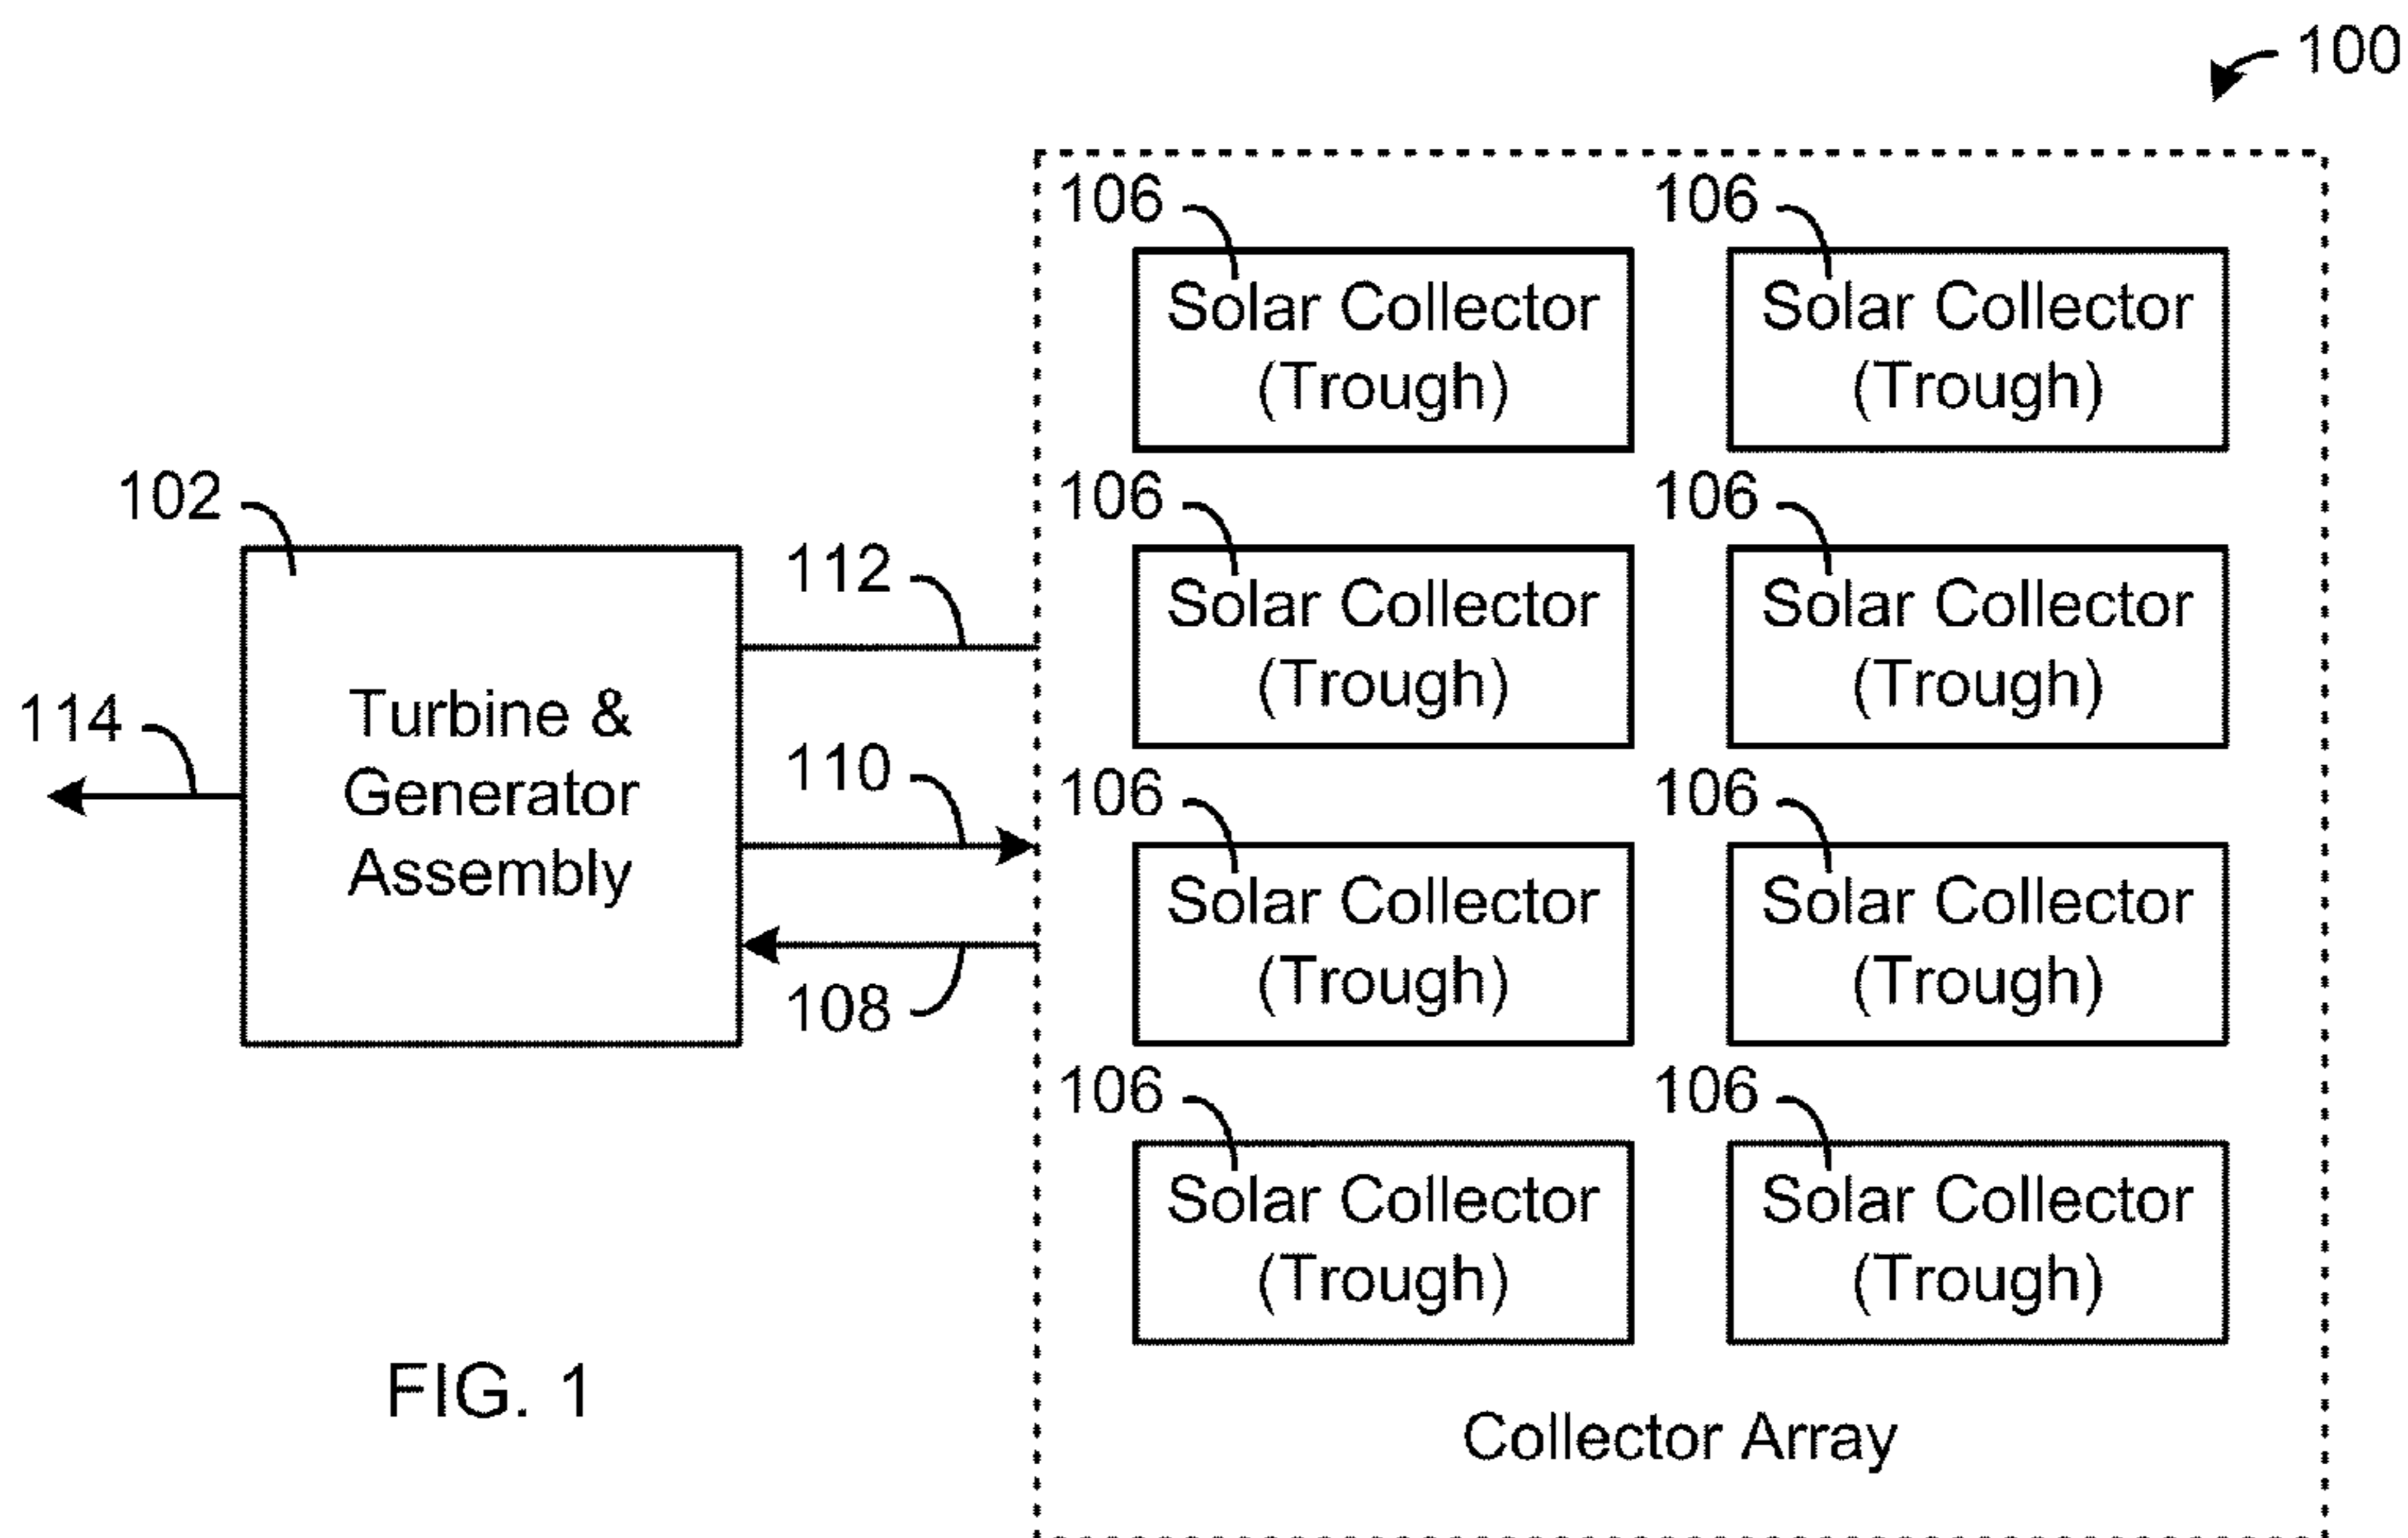 100
106
106
Solar Collector
(Trough)
Solar Collector
(Trough)
102
112
106
106
Solar Collector
(Trough)
Solar Collector
(Trough)
114
Turbine &
Generator
Assembly
110
108
106
106
Solar Collector
(Trough)
Solar Collector
(Trough)
106
106
Solar Collector
(Trough)
Solar Collector
(Trough)
FIG. 1
Collector Array